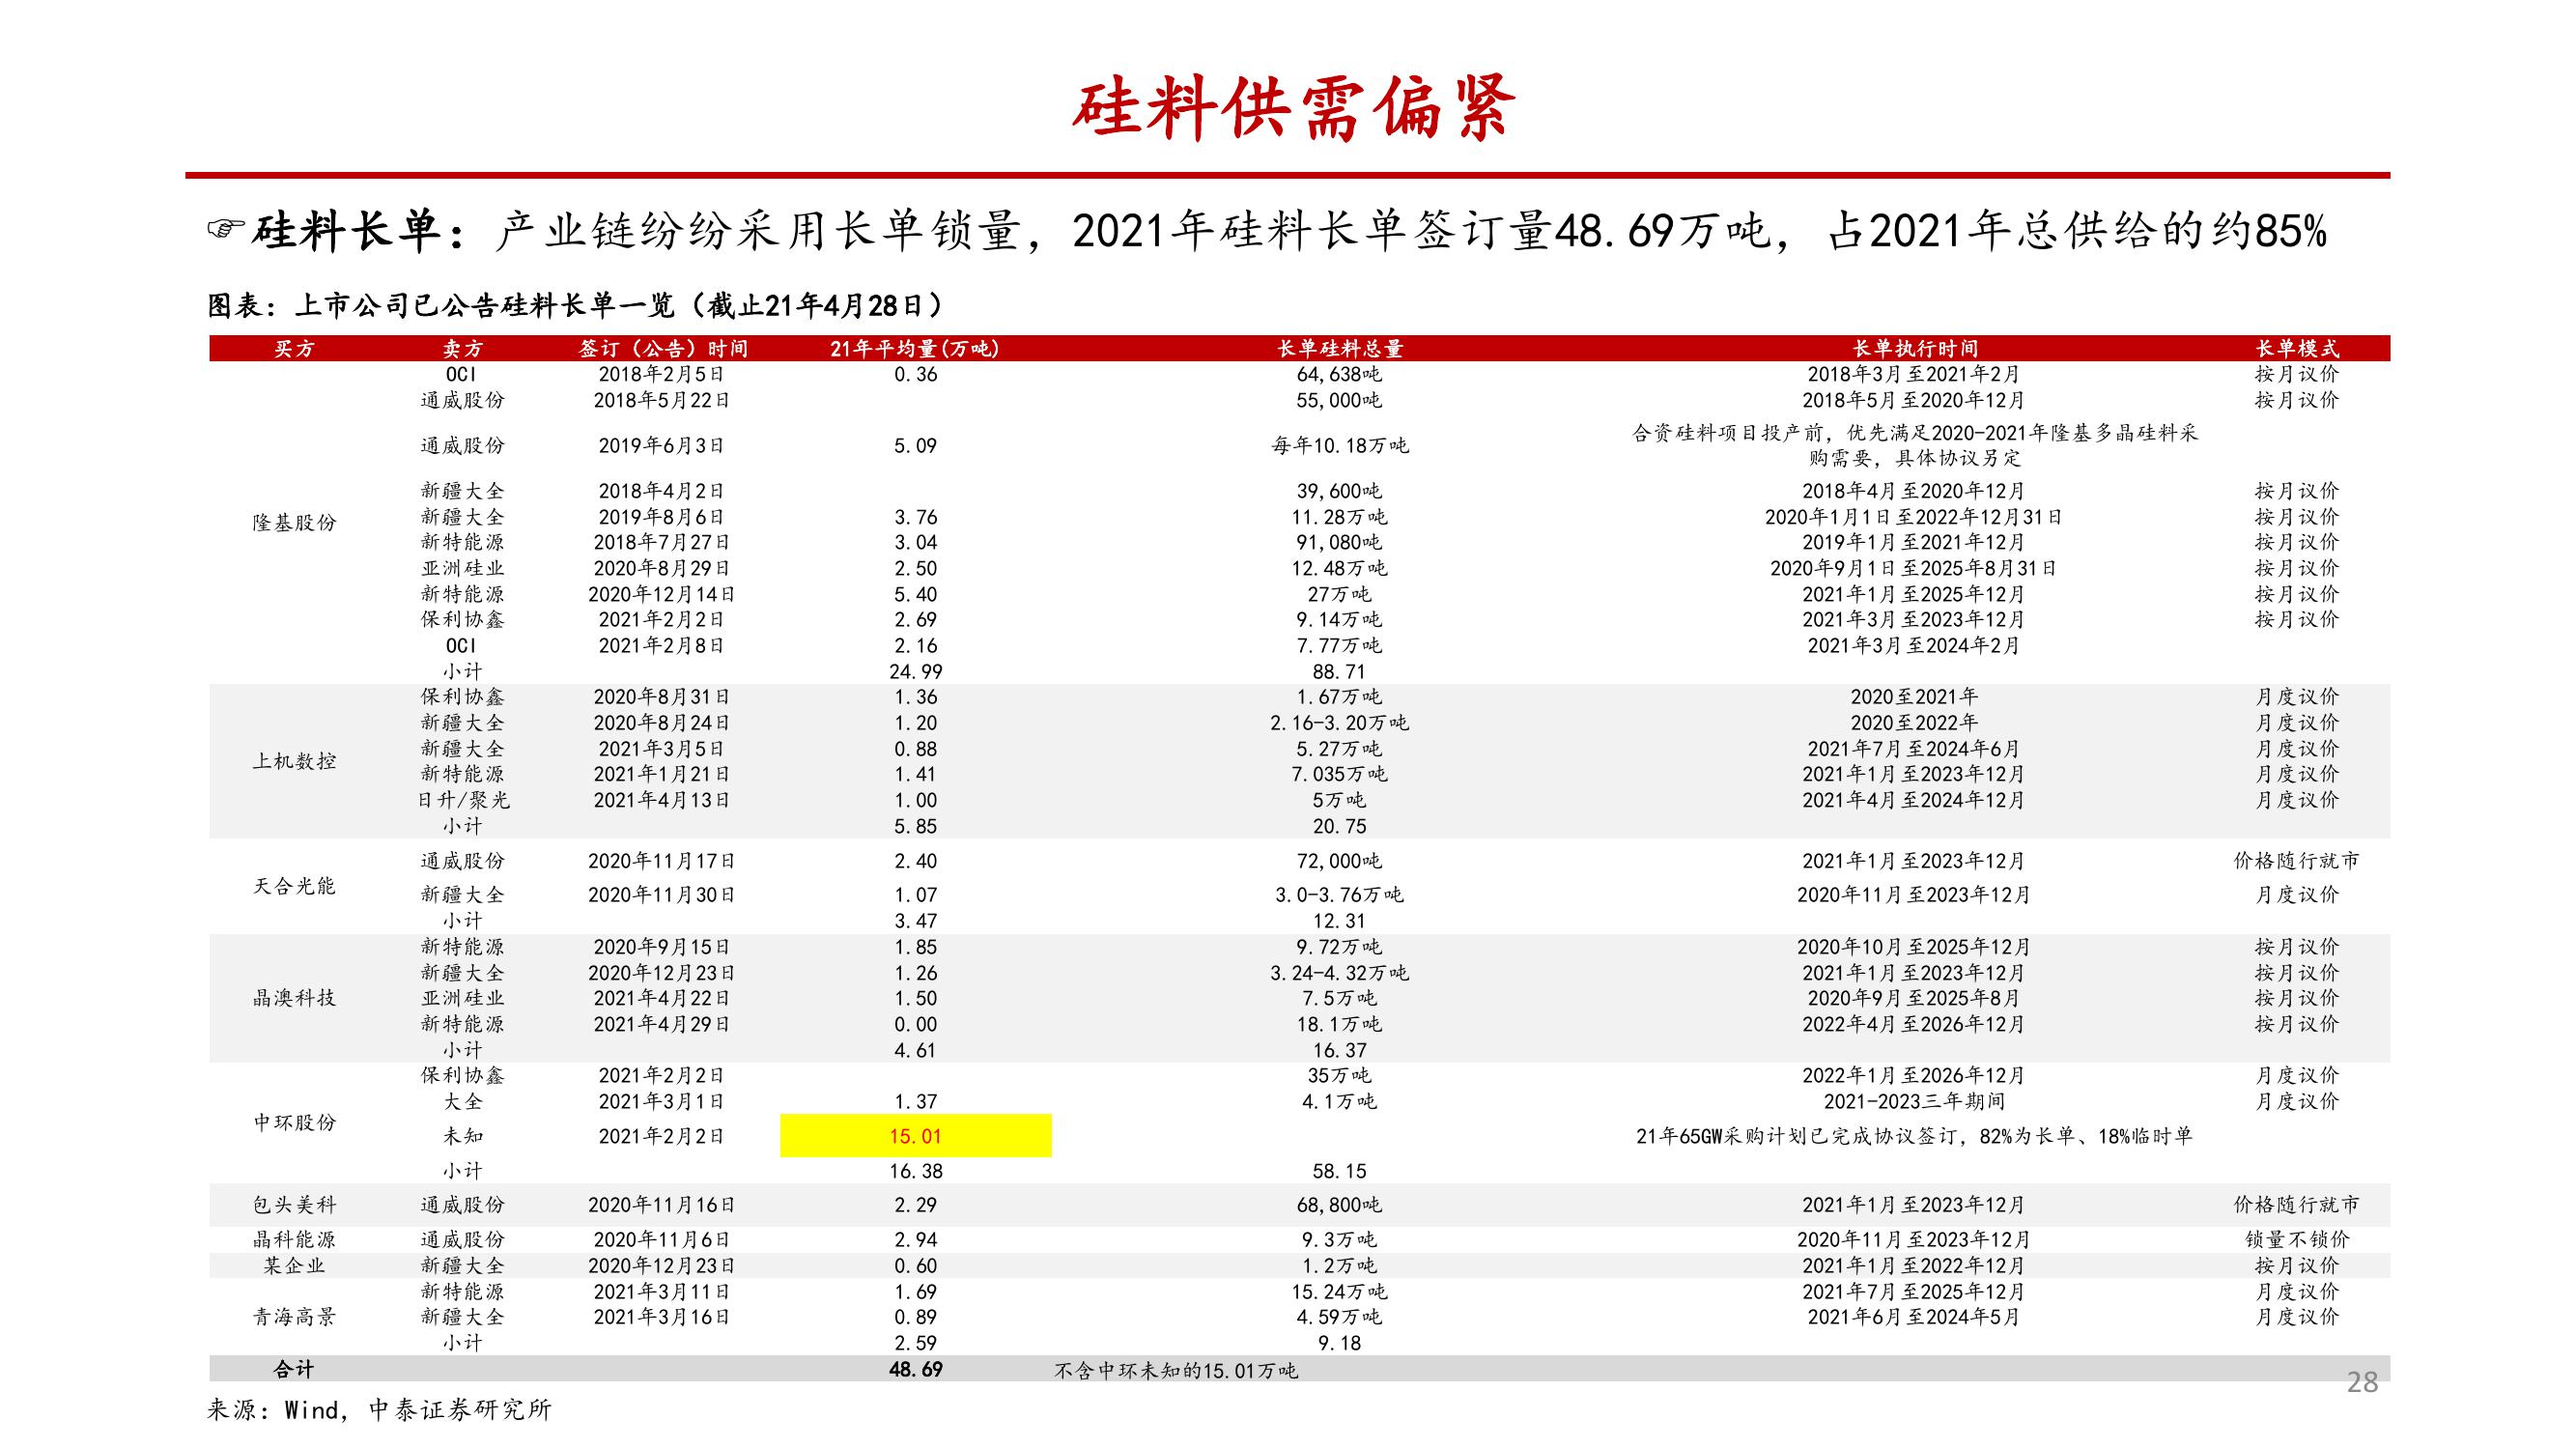 硅料供需偏紧
☞硅料长单：产业链纷纷采用长单锁量，2021年硅料长单签订量48.69万吨，占2021年总供给的约85%
图表：上市公司已公告硅料长单一览（截止21年4月28日）
买方 卖方 签订（公告）时间 21年平均量(万吨) 长单硅料总量 长单执行时间 长单模式
OCI 2018年2月5日 0.36 64,638吨 2018年3月至2021年2月 按月议价
通威股份 2018年5月22日 55,000吨 2018年5月至2020年12月 按月议价
通威股份 2019年6月3日 5.09 每年10.18万吨 合资硅料项目投产前，优先满足2020-2021年隆基多晶硅料采
购需要，具体协议另定
新疆大全 2018年4月2日 39,600吨 2018年4月至2020年12月 按月议价
隆基股份 新疆大全 2019年8月6日 3.76 11.28万吨 2020年1月1日至2022年12月31日 按月议价
新特能源 2018年7月27日 3.04 91,080吨 2019年1月至2021年12月 按月议价
亚洲硅业 2020年8月29日 2.50 12.48万吨 2020年9月1日至2025年8月31日 按月议价
新特能源 2020年12月14日 5.40 27万吨 2021年1月至2025年12月 按月议价
保利协鑫 2021年2月2日 2.69 9.14万吨 2021年3月至2023年12月 按月议价
OCI 2021年2月8日 2.16 7.77万吨 2021年3月至2024年2月
小计 24.99 88.71
保利协鑫 2020年8月31日 1.36 1.67万吨 2020至2021年 月度议价
新疆大全 2020年8月24日 1.20 2.16-3.20万吨 2020至2022年 月度议价
上机数控 新疆大全 2021年3月5日 0.88 5.27万吨 2021年7月至2024年6月 月度议价
新特能源 2021年1月21日 1.41 7.035万吨 2021年1月至2023年12月 月度议价
日升/聚光 2021年4月13日 1.00 5万吨 2021年4月至2024年12月 月度议价
小计 5.85 20.75
天合光能 通威股份 2020年11月17日 2.40 72,000吨 2021年1月至2023年12月 价格随行就市
新疆大全 2020年11月30日 1.07 3.0-3.76万吨 2020年11月至2023年12月 月度议价
小计 3.47 12.31
新特能源 2020年9月15日 1.85 9.72万吨 2020年10月至2025年12月 按月议价
新疆大全 2020年12月23日 1.26 3.24-4.32万吨 2021年1月至2023年12月 按月议价
晶澳科技 亚洲硅业 2021年4月22日 1.50 7.5万吨 2020年9月至2025年8月 按月议价
新特能源 2021年4月29日 0.00 18.1万吨 2022年4月至2026年12月 按月议价
小计 4.61 16.37
保利协鑫 2021年2月2日 35万吨 2022年1月至2026年12月 月度议价
大全 2021年3月1日 1.37 4.1万吨 2021-2023三年期间 月度议价
中环股份 未知 2021年2月2日 15.01 21年65GW采购计划已完成协议签订，82%为长单、18%临时单
小计 16.38 58.15
包头美科 通威股份 2020年11月16日 2.29 68,800吨 2021年1月至2023年12月 价格随行就市
晶科能源 通威股份 2020年11月6日 2.94 9.3万吨 2020年11月至2023年12月 锁量不锁价
某企业 新疆大全 2020年12月23日 0.60 1.2万吨 2021年1月至2022年12月 按月议价
新特能源 2021年3月11日 1.69 15.24万吨 2021年7月至2025年12月 月度议价
青海高景 新疆大全 2021年3月16日 0.89 4.59万吨 2021年6月至2024年5月 月度议价
小计 2.59 9.18
合计 48.69 不含中环未知的15.01万吨
28
来源：Wind，中泰证券研究所